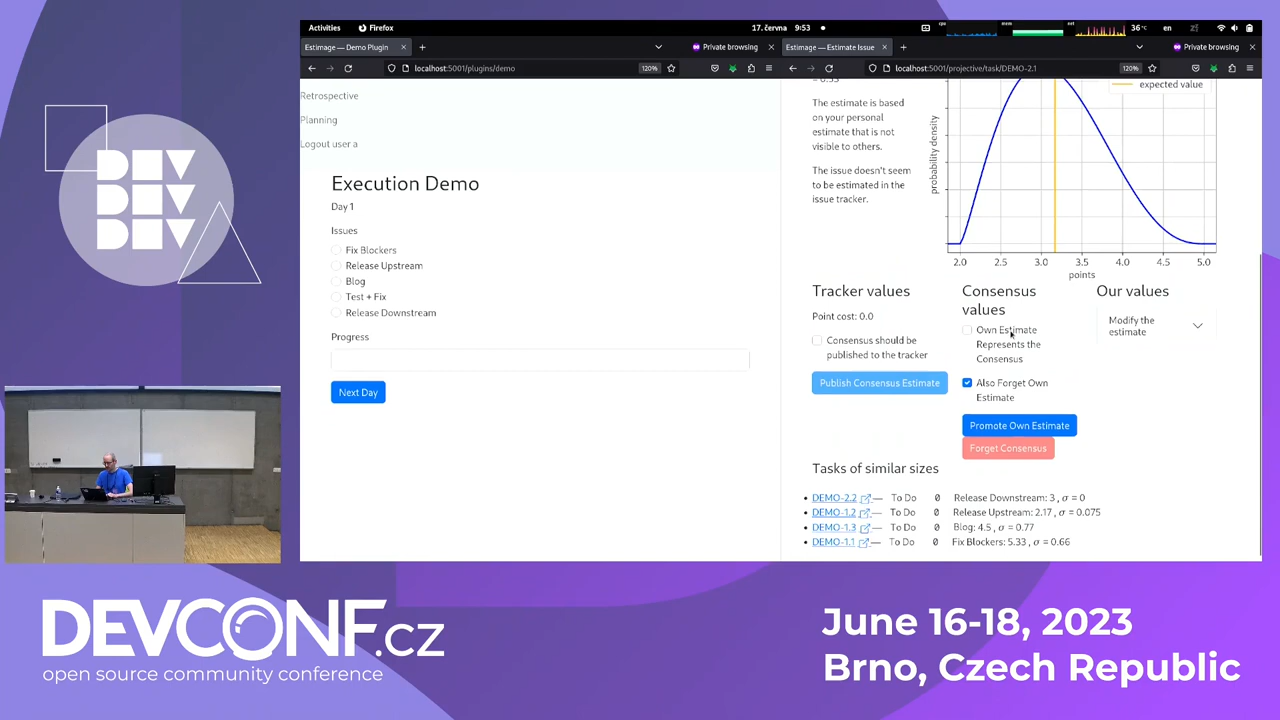 Activities Firefox 17. června 9:53 36°C en
Estimage — Demo Plugin Private browsing Estimage — Estimate Issue Private browsing
localhost:5001/plugins/demo 120% localhost:5001/projective/task/DEMO-2.1 120%
Retrospective
Planning
Logout user a
Execution Demo
Day 1
Issues
Fix Blockers
Release Upstream
Blog
Test + Fix
Release Downstream
Progress
Next Day
The estimate is based
on your personal
estimate that is not
visible to others.
The issue doesn't seem
to be estimated in the
issue tracker.
expected value
probability density
2.0 2.5 3.0 3.5 4.0 4.5 5.0
points
Tracker values
Point cost: 0.0
Consensus should be
published to the tracker
Publish Consensus Estimate
Consensus
values
Own Estimate
Represents the
Consensus
Also Forget Own
Estimate
Promote Own Estimate
Forget Consensus
Our values
Modify the
estimate
Tasks of similar sizes
• DEMO-2.2 — To Do 0 Release Downstream: 3 , σ = 0
• DEMO-1.2 — To Do 0 Release Upstream: 2.17 , σ = 0.075
• DEMO-1.3 — To Do 0 Blog: 4.5 , σ = 0.77
• DEMO-1.1 — To Do 0 Fix Blockers: 5.33 , σ = 0.66
DEV
DEV
DEV
DEVCONF.cz
open source community conference
June 16-18, 2023
Brno, Czech Republic